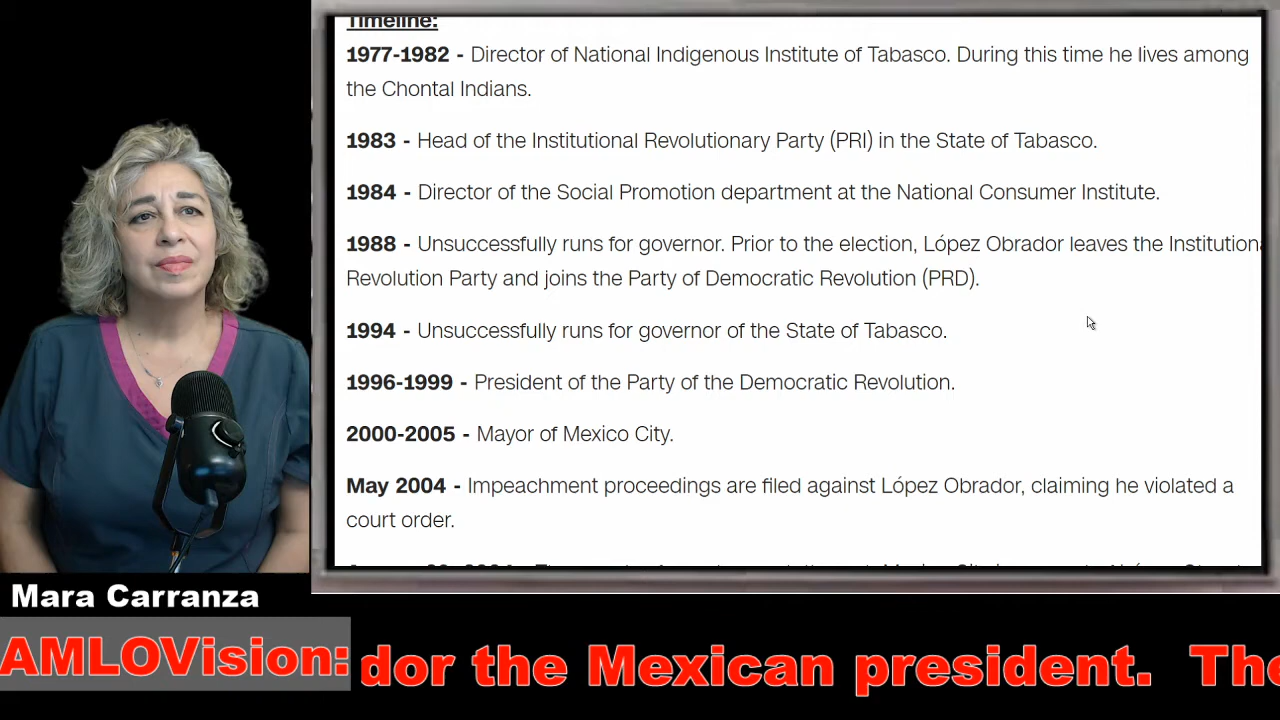 Timeline:
1977-1982 - Director of National Indigenous Institute of Tabasco. During this time he lives among
the Chontal Indians.
1983 - Head of the Institutional Revolutionary Party (PRI) in the State of Tabasco.
1984 - Director of the Social Promotion department at the National Consumer Institute.
1988 - Unsuccessfully runs for governor. Prior to the election, López Obrador leaves the Institutiona
Revolution Party and joins the Party of Democratic Revolution (PRD).
1994 - Unsuccessfully runs for governor of the State of Tabasco.
1996-1999 - President of the Party of the Democratic Revolution.
2000-2005 - Mayor of Mexico City.
May 2004 - Impeachment proceedings are filed against López Obrador, claiming he violated a
court order.
Mara Carranza
AMLOVision: dor the Mexican president. The